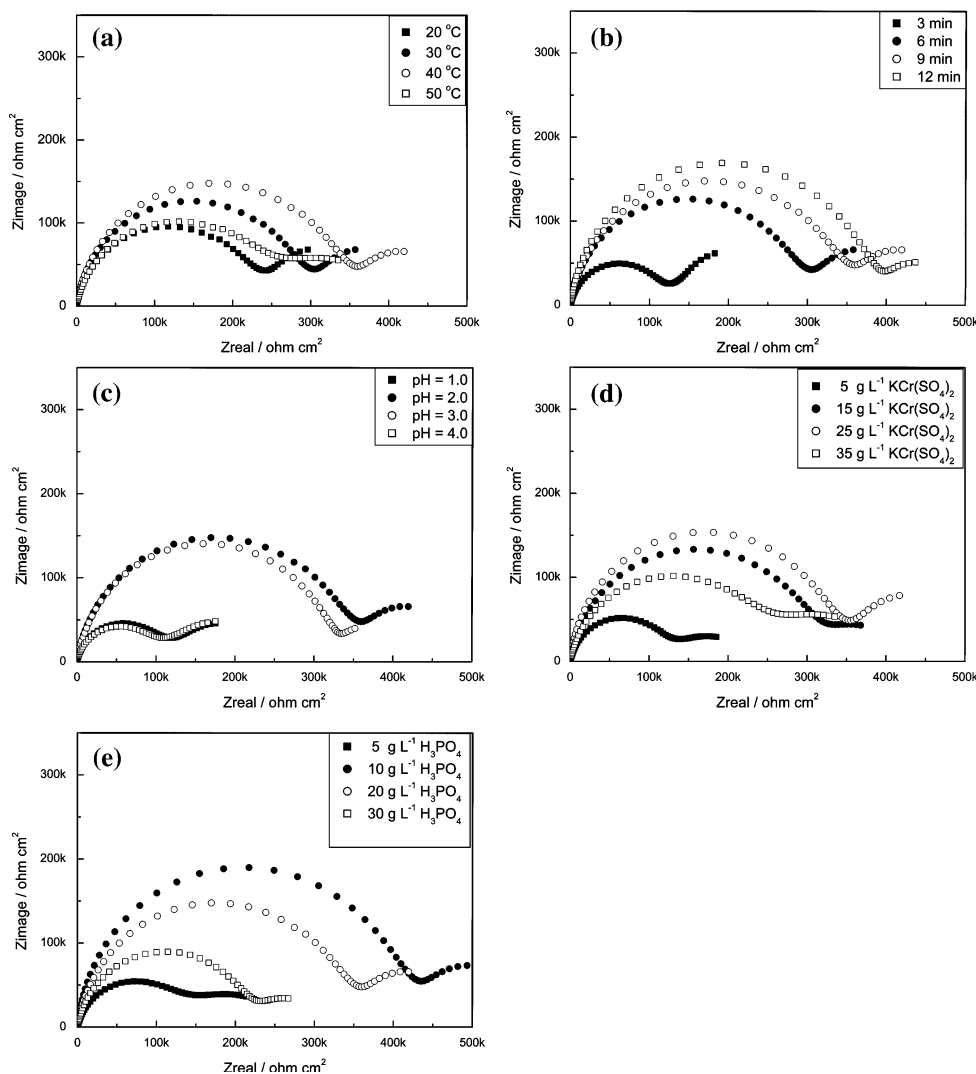 (a)
20 °C
30 °C
40 °C
50 °C
300k
200k
100k
0
Zimage / ohm cm²
0 100k 200k 300k 400k 500k
Zreal / ohm cm²
(b)
3 min
6 min
9 min
12 min
300k
200k
100k
0
Zimage / ohm cm²
0 100k 200k 300k 400k 500k
Zreal / ohm cm²
(c)
pH = 1.0
pH = 2.0
pH = 3.0
pH = 4.0
300k
200k
100k
0
Zimage / ohm cm²
0 100k 200k 300k 400k 500k
Zreal / ohm cm²
(d)
5 g L⁻¹ KCr(SO₄)₂
15 g L⁻¹ KCr(SO₄)₂
25 g L⁻¹ KCr(SO₄)₂
35 g L⁻¹ KCr(SO₄)₂
300k
200k
100k
0
Zimage / ohm cm²
0 100k 200k 300k 400k 500k
Zreal / ohm cm²
(e)
5 g L⁻¹ H₃PO₄
10 g L⁻¹ H₃PO₄
20 g L⁻¹ H₃PO₄
30 g L⁻¹ H₃PO₄
300k
200k
100k
0
Zimage / ohm cm²
0 100k 200k 300k 400k 500k
Zreal / ohm cm²